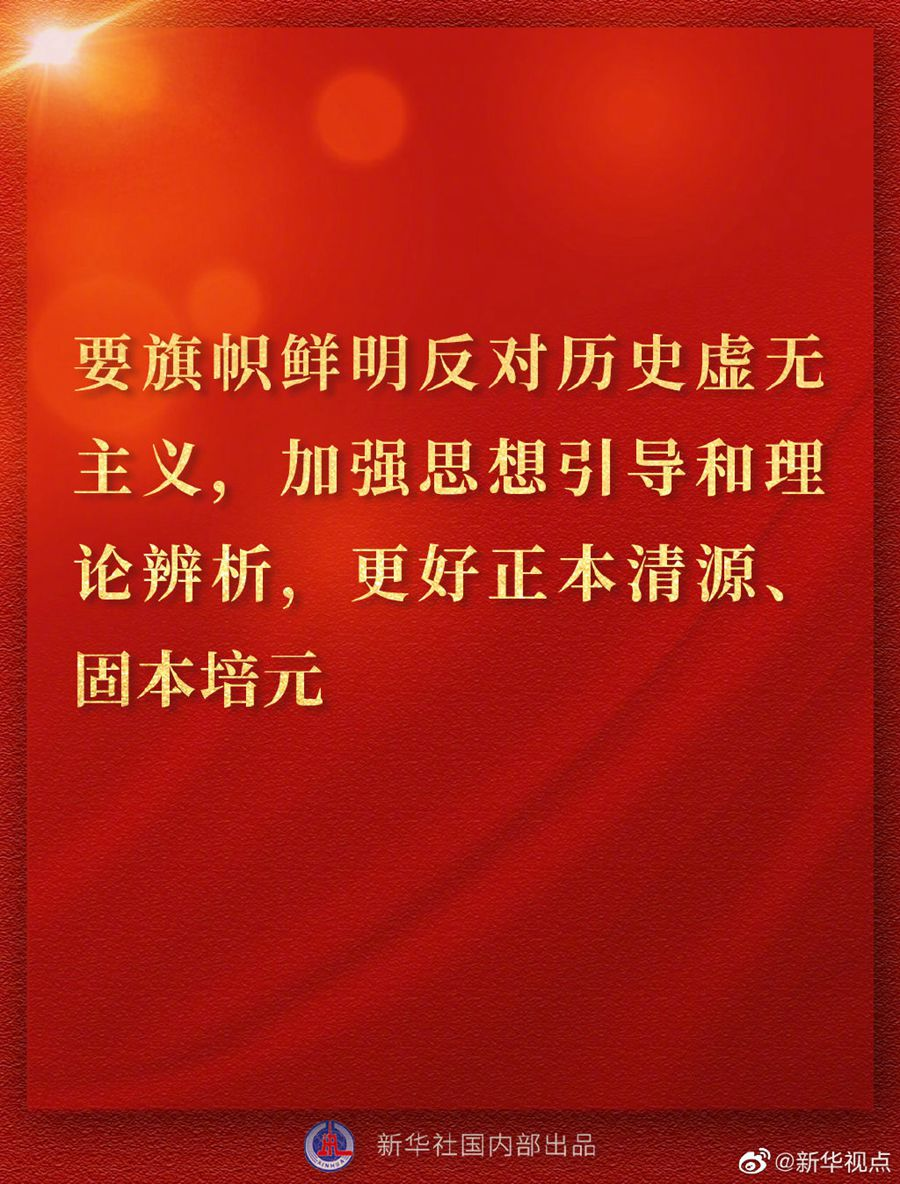 要旗帜鲜明反对历史虚无
主义，加强思想引导和理
论辨析，更好正本清源、
固本培元
XINHUA
新华社国内部出品
@新华视点